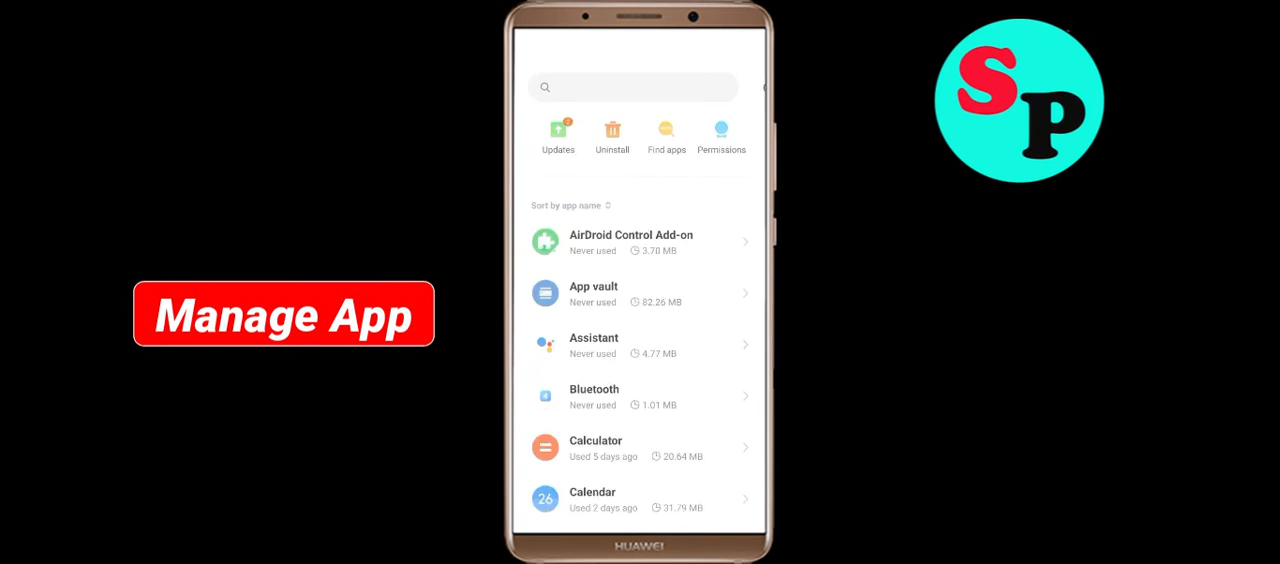 SP
2
Updates
Uninstall
Find apps
Permissions
Sort by app name
AirDroid Control Add-on
Never used 3.70 MB
App vault
Never used 82.26 MB
Assistant
Never used 4.77 MB
Bluetooth
Never used 1.01 MB
Calculator
Used 5 days ago 20.64 MB
26
Calendar
Used 2 days ago 31.79 MB
HUAWEI
Manage App